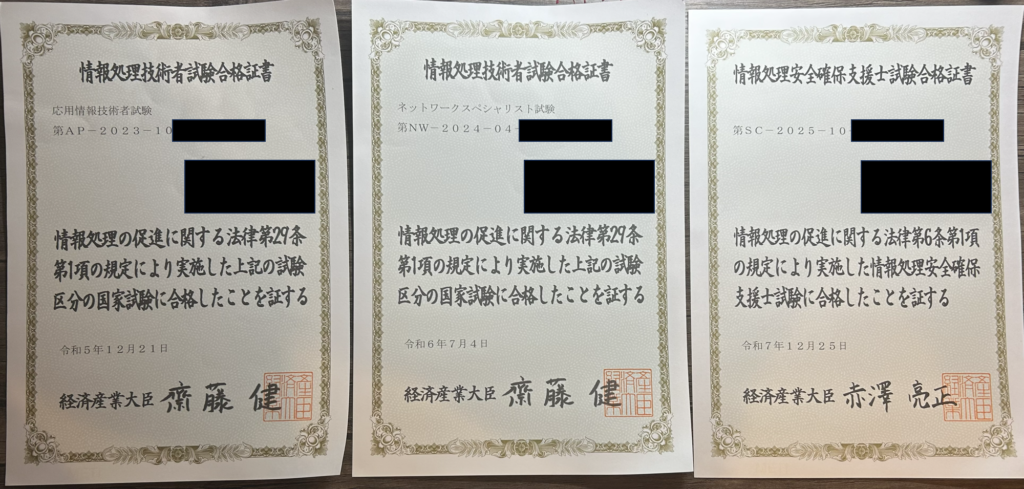 情報処理技術者試験合格証書
応用情報技術者試験
第AP-2023-10
情報処理の促進に関する法律第29条
第1項の規定により実施した上記の試験
区分の国家試験に合格したことを証する
令和5年12月21日
経済産業大臣 齋藤 健
情報処理技術者試験合格証書
ネットワークスペシャリスト試験
第NW-2024-04-
情報処理の促進に関する法律第29条
第1項の規定により実施した上記の試験
区分の国家試験に合格したことを証する
令和6年7月4日
経済産業大臣 齋藤 健
情報処理安全確保支援士試験合格証書
第SC-2025-10-
情報処理の促進に関する法律第6条第1項
の規定により実施した情報処理安全確保
支援士試験に合格したことを証する
令和7年12月25日
経済産業大臣 赤澤 亮正